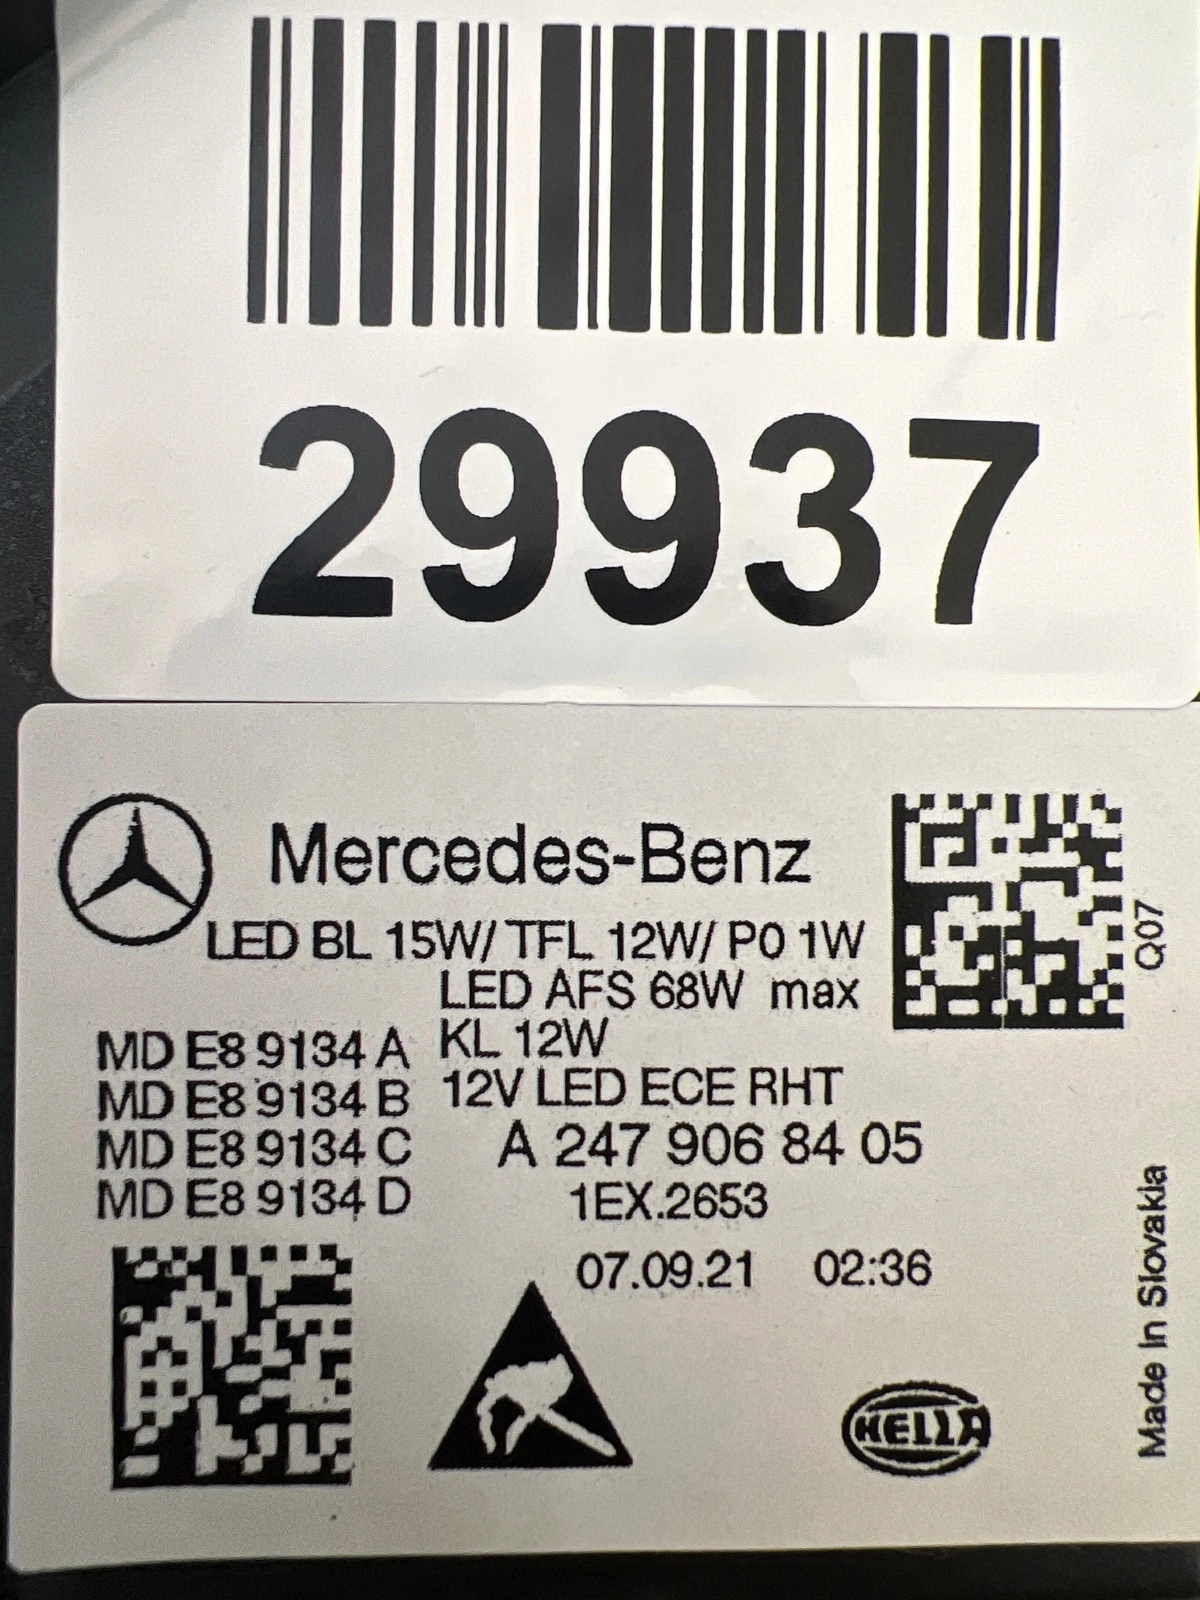 29937
Mercedes-Benz
LED BL 15W/ TFL 12W/ P0 1W
LED AFS 68W max
KL 12W
12V LED ECE RHT
MD E8 9134 A
MD E8 9134 B
MD E8 9134 C
MD E8 9134 D
A 247 906 84 05
1EX.2653
07.09.21 02:36
HELLA
Q07
Made In Slovakia